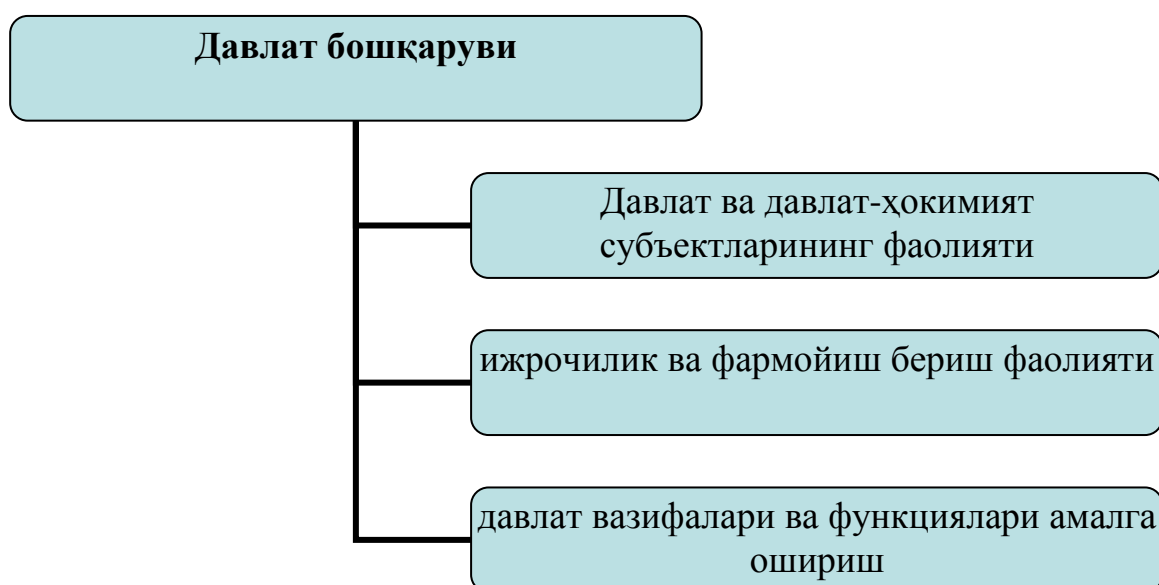 Давлат бошқаруви
Давлат ва давлат-ҳокимият
субъектларининг фаолияти
ижрочилик ва фармойиш бериш фаолияти
давлат вазифалари ва функциялари амалга
ошириш